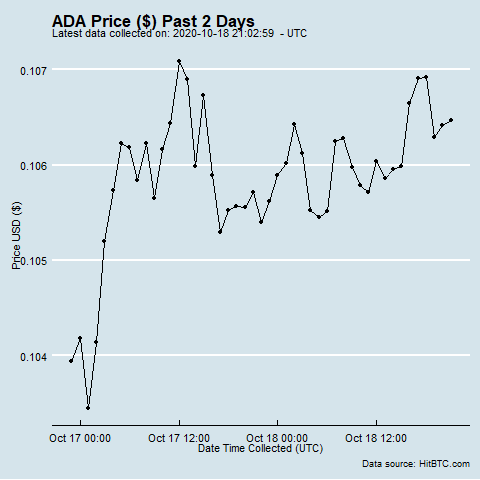 ADA Price ($) Past 2 Days
Latest data collected on: 2020-10-18 21:02:59 - UTC
0.107
0.106
0.105
0.104
Price USD ($)
Oct 17 00:00 Oct 17 12:00 Oct 18 00:00 Oct 18 12:00
Date Time Collected (UTC)
Data source: HitBTC.com